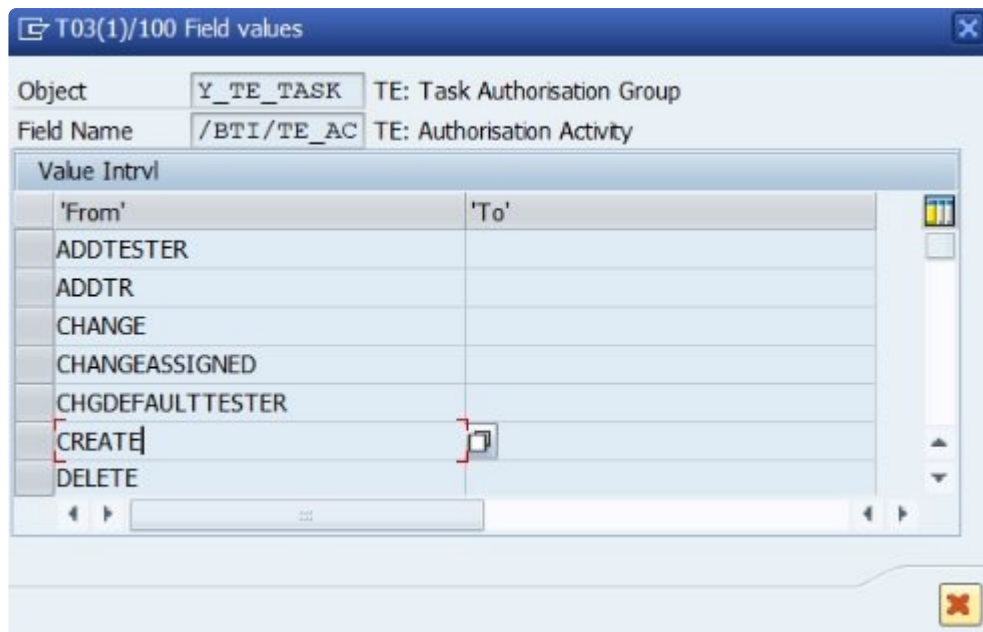 T03(1)/100 Field values
Object Y_TE_TASK TE: Task Authorisation Group
Field Name /BTI/TE_AC TE: Authorisation Activity
Value Intrvl
'From' 'To'
ADDTESTER
ADDTR
CHANGE
CHANGEASSIGNED
CHGDEFAULTTESTER
CREATE
DELETE